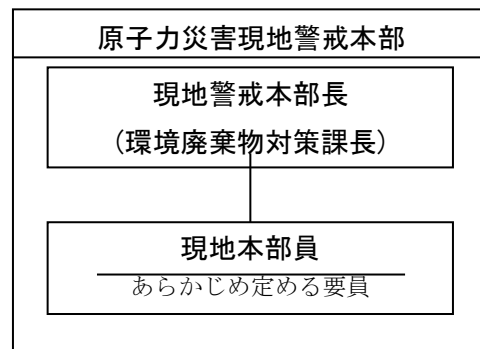 原子力災害現地警戒本部
現地警戒本部長
(環境廃棄物対策課長)
現地本部員
あらかじめ定める要員